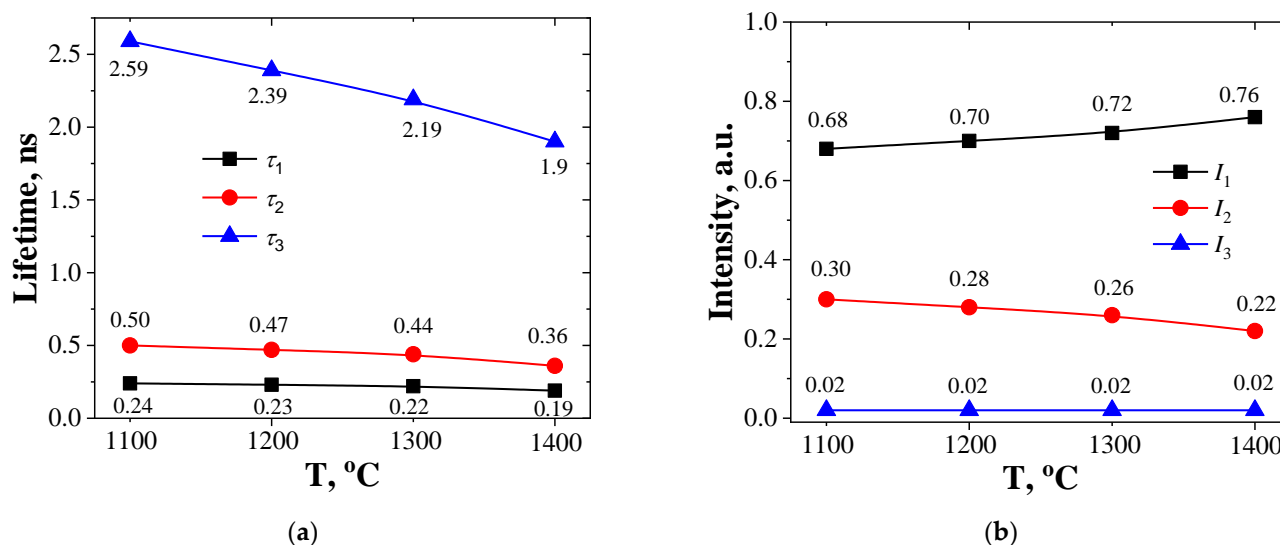 2.5
2.0
1.5
1.0
0.5
0.0
Lifetime, ns
2.59
2.39
2.19
1.9
τ1
τ2
τ3
0.50
0.47
0.44
0.36
0.24
0.23
0.22
0.19
1100 1200 1300 1400
T, ºC
(a)
1.0
0.8
0.6
0.4
0.2
0.0
Intensity, a.u.
0.68
0.70
0.72
0.76
I1
I2
I3
0.30
0.28
0.26
0.22
0.02
0.02
0.02
0.02
1100 1200 1300 1400
T, ºC
(b)